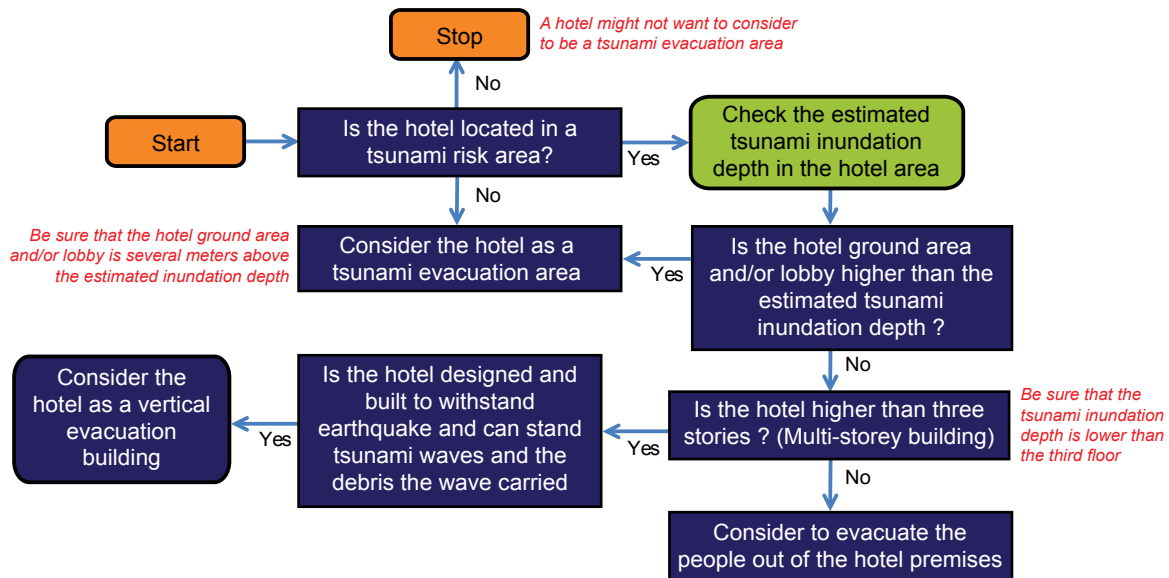 Stop
A hotel might not want to consider
to be a tsunami evacuation area
No
Start
Is the hotel located in a
tsunami risk area?
Yes
Check the estimated
tsunami inundation
depth in the hotel area
No
Be sure that the hotel ground area
and/or lobby is several meters above
the estimated inundation depth
Consider the hotel as a
tsunami evacuation area
Yes
Is the hotel ground area
and/or lobby higher than the
estimated tsunami
inundation depth ?
No
Consider the
hotel as a vertical
evacuation
building
Yes
Is the hotel designed and
built to withstand
earthquake and can stand
tsunami waves and the
debris the wave carried
Yes
Is the hotel higher than three
stories ? (Multi-storey building)
Be sure that the
tsunami inundation
depth is lower than
the third floor
No
Consider to evacuate the
people out of the hotel premises